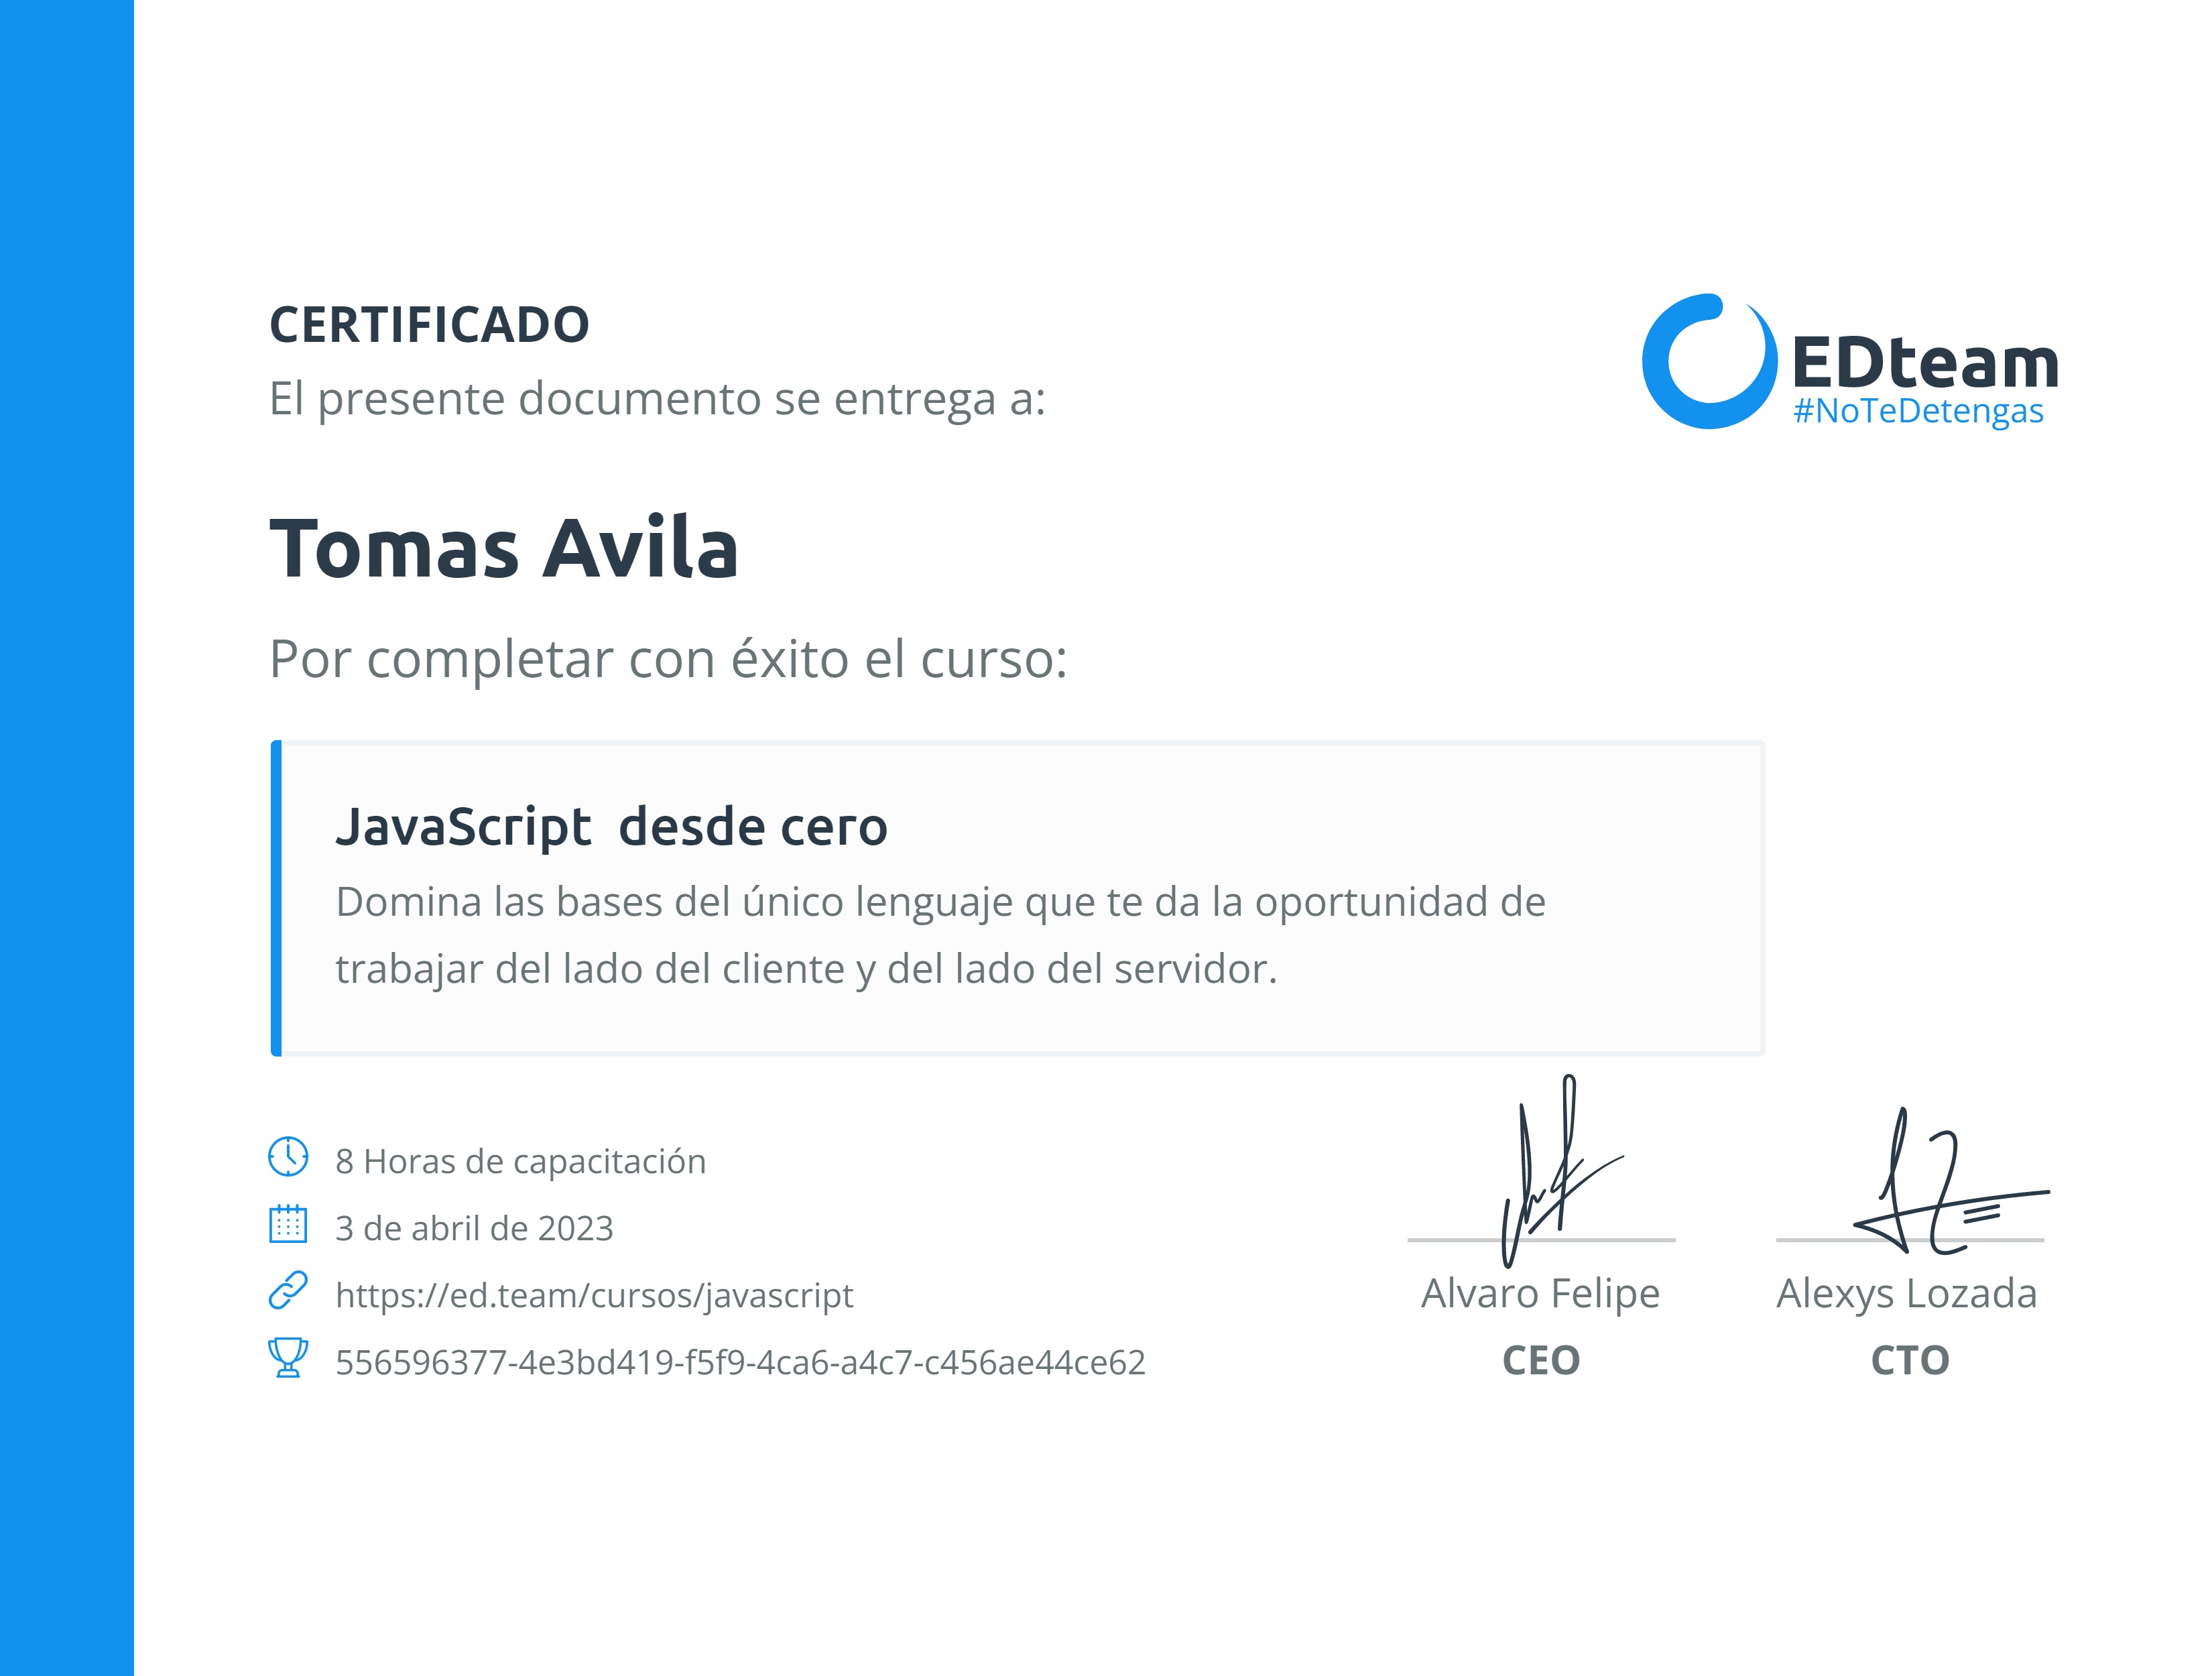 CERTIFICADO
El presente documento se entrega a:
EDteam
#NoTeDetengas
Tomas Avila
Por completar con éxito el curso:
JavaScript  desde cero
Domina las bases del único lenguaje que te da la oportunidad de
trabajar del lado del cliente y del lado del servidor.
8 Horas de capacitación
3 de abril de 2023
https://ed.team/cursos/javascript
556596377-4e3bd419-f5f9-4ca6-a4c7-c456ae44ce62
Alvaro Felipe
CEO
Alexys Lozada
CTO